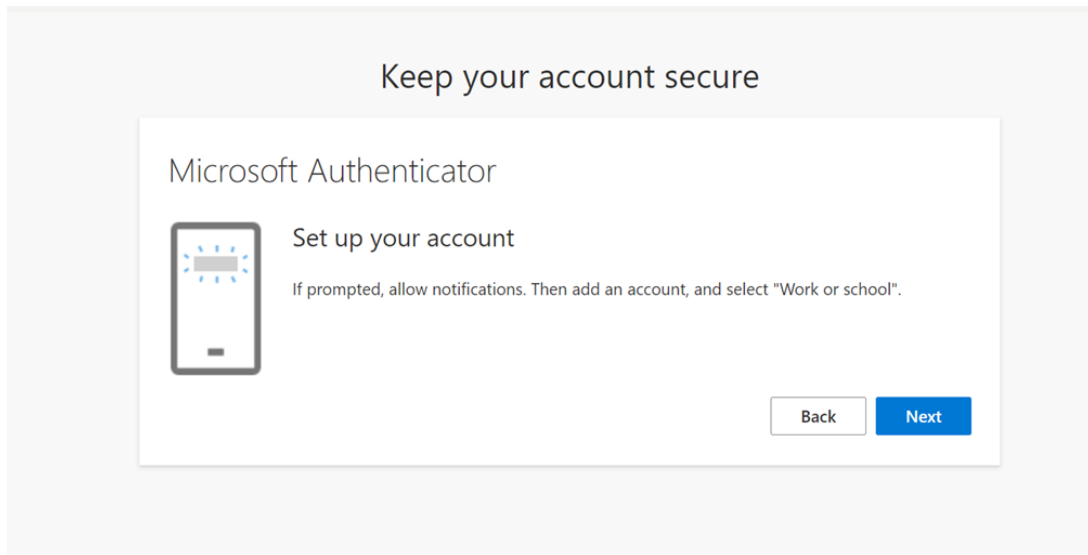 Keep your account secure
Microsoft Authenticator
Set up your account
If prompted, allow notifications. Then add an account, and select "Work or school".
Back Next